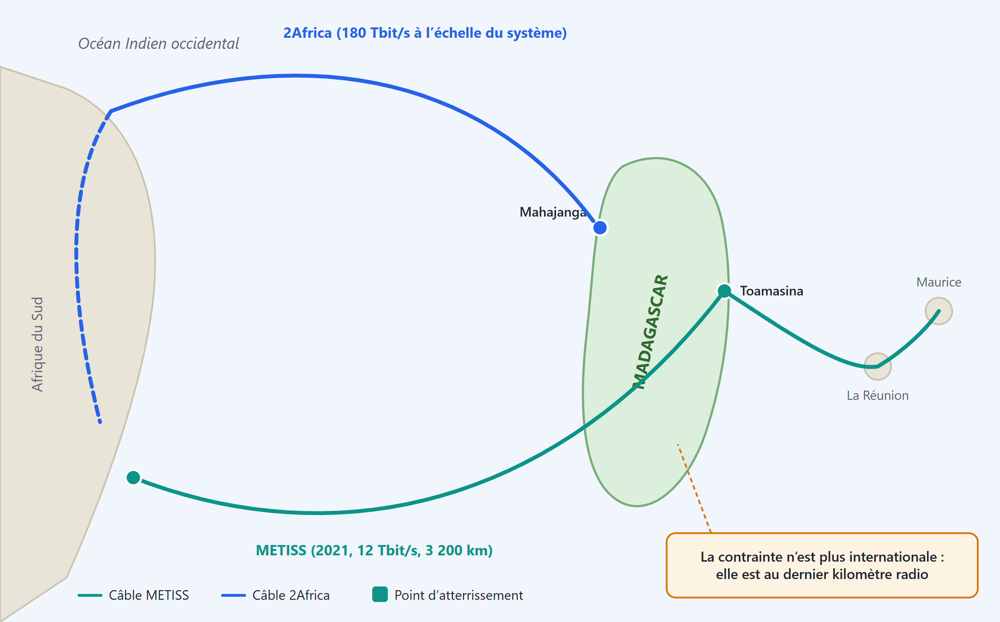 2Africa (180 Tbit/s à l’échelle du système)
Océan Indien occidental
Mahajanga
MADAGASCAR
Toamasina
Maurice
Afrique du Sud
La Réunion
METISS (2021, 12 Tbit/s, 3 200 km)
La contrainte n’est plus internationale :
elle est au dernier kilomètre radio
Câble METISS
Câble 2Africa
Point d’atterrissement